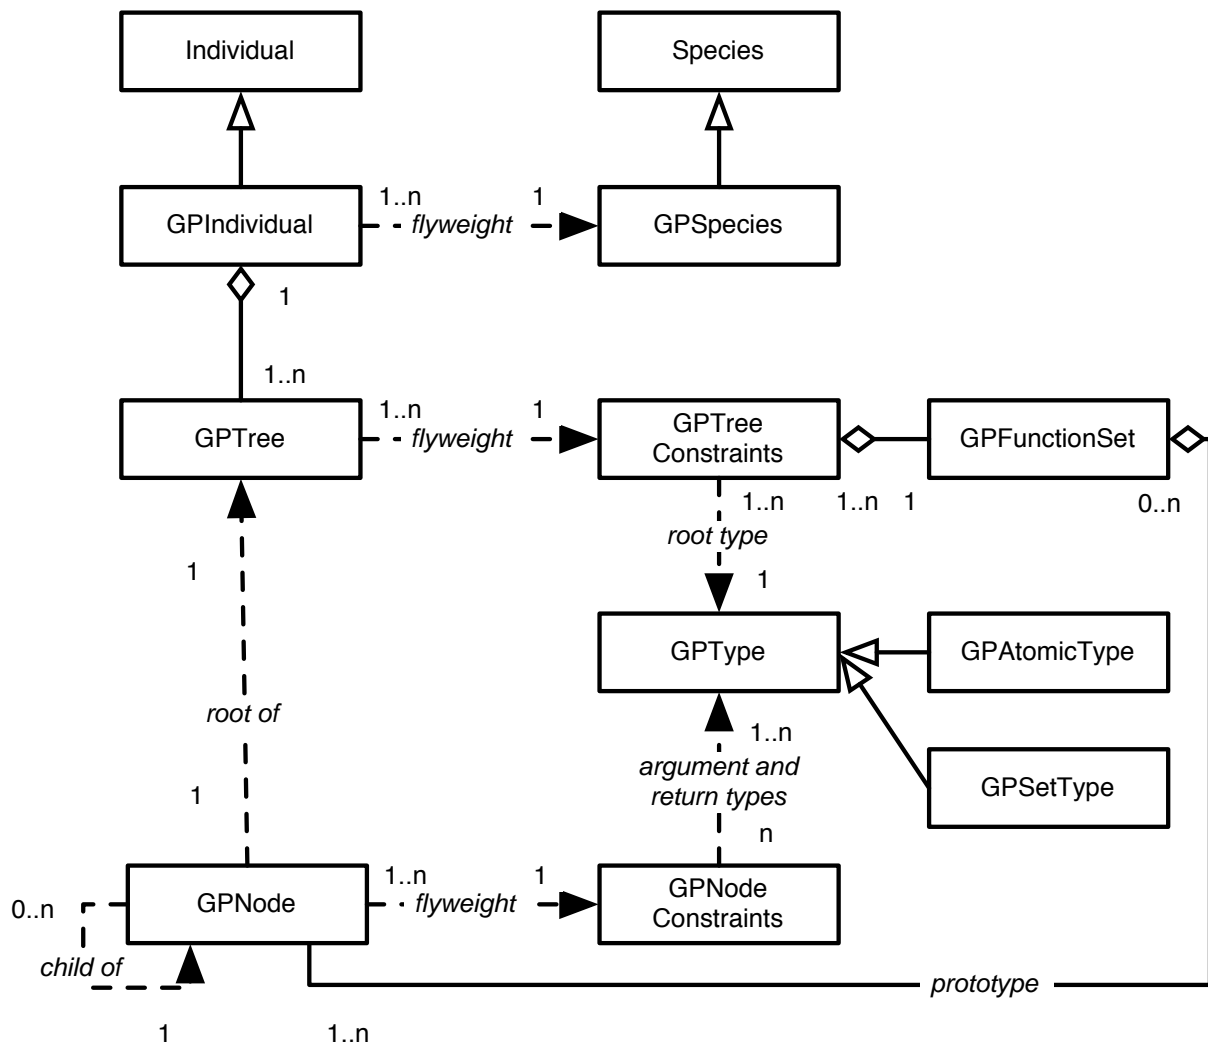 Individual
Species
GPIndividual
1..n
flyweight
1
GPSpecies
1
1..n
GPTree
1..n
flyweight
1
GPTree
Constraints
GPFunctionSet
1..n
1..n
1
0..n
root type
1
1
GPType
GPAtomicType
root of
1..n
argument and
return types
GPSetType
1
n
GPNode
0..n
1..n
flyweight
1
GPNode
Constraints
child of
prototype
1
1..n